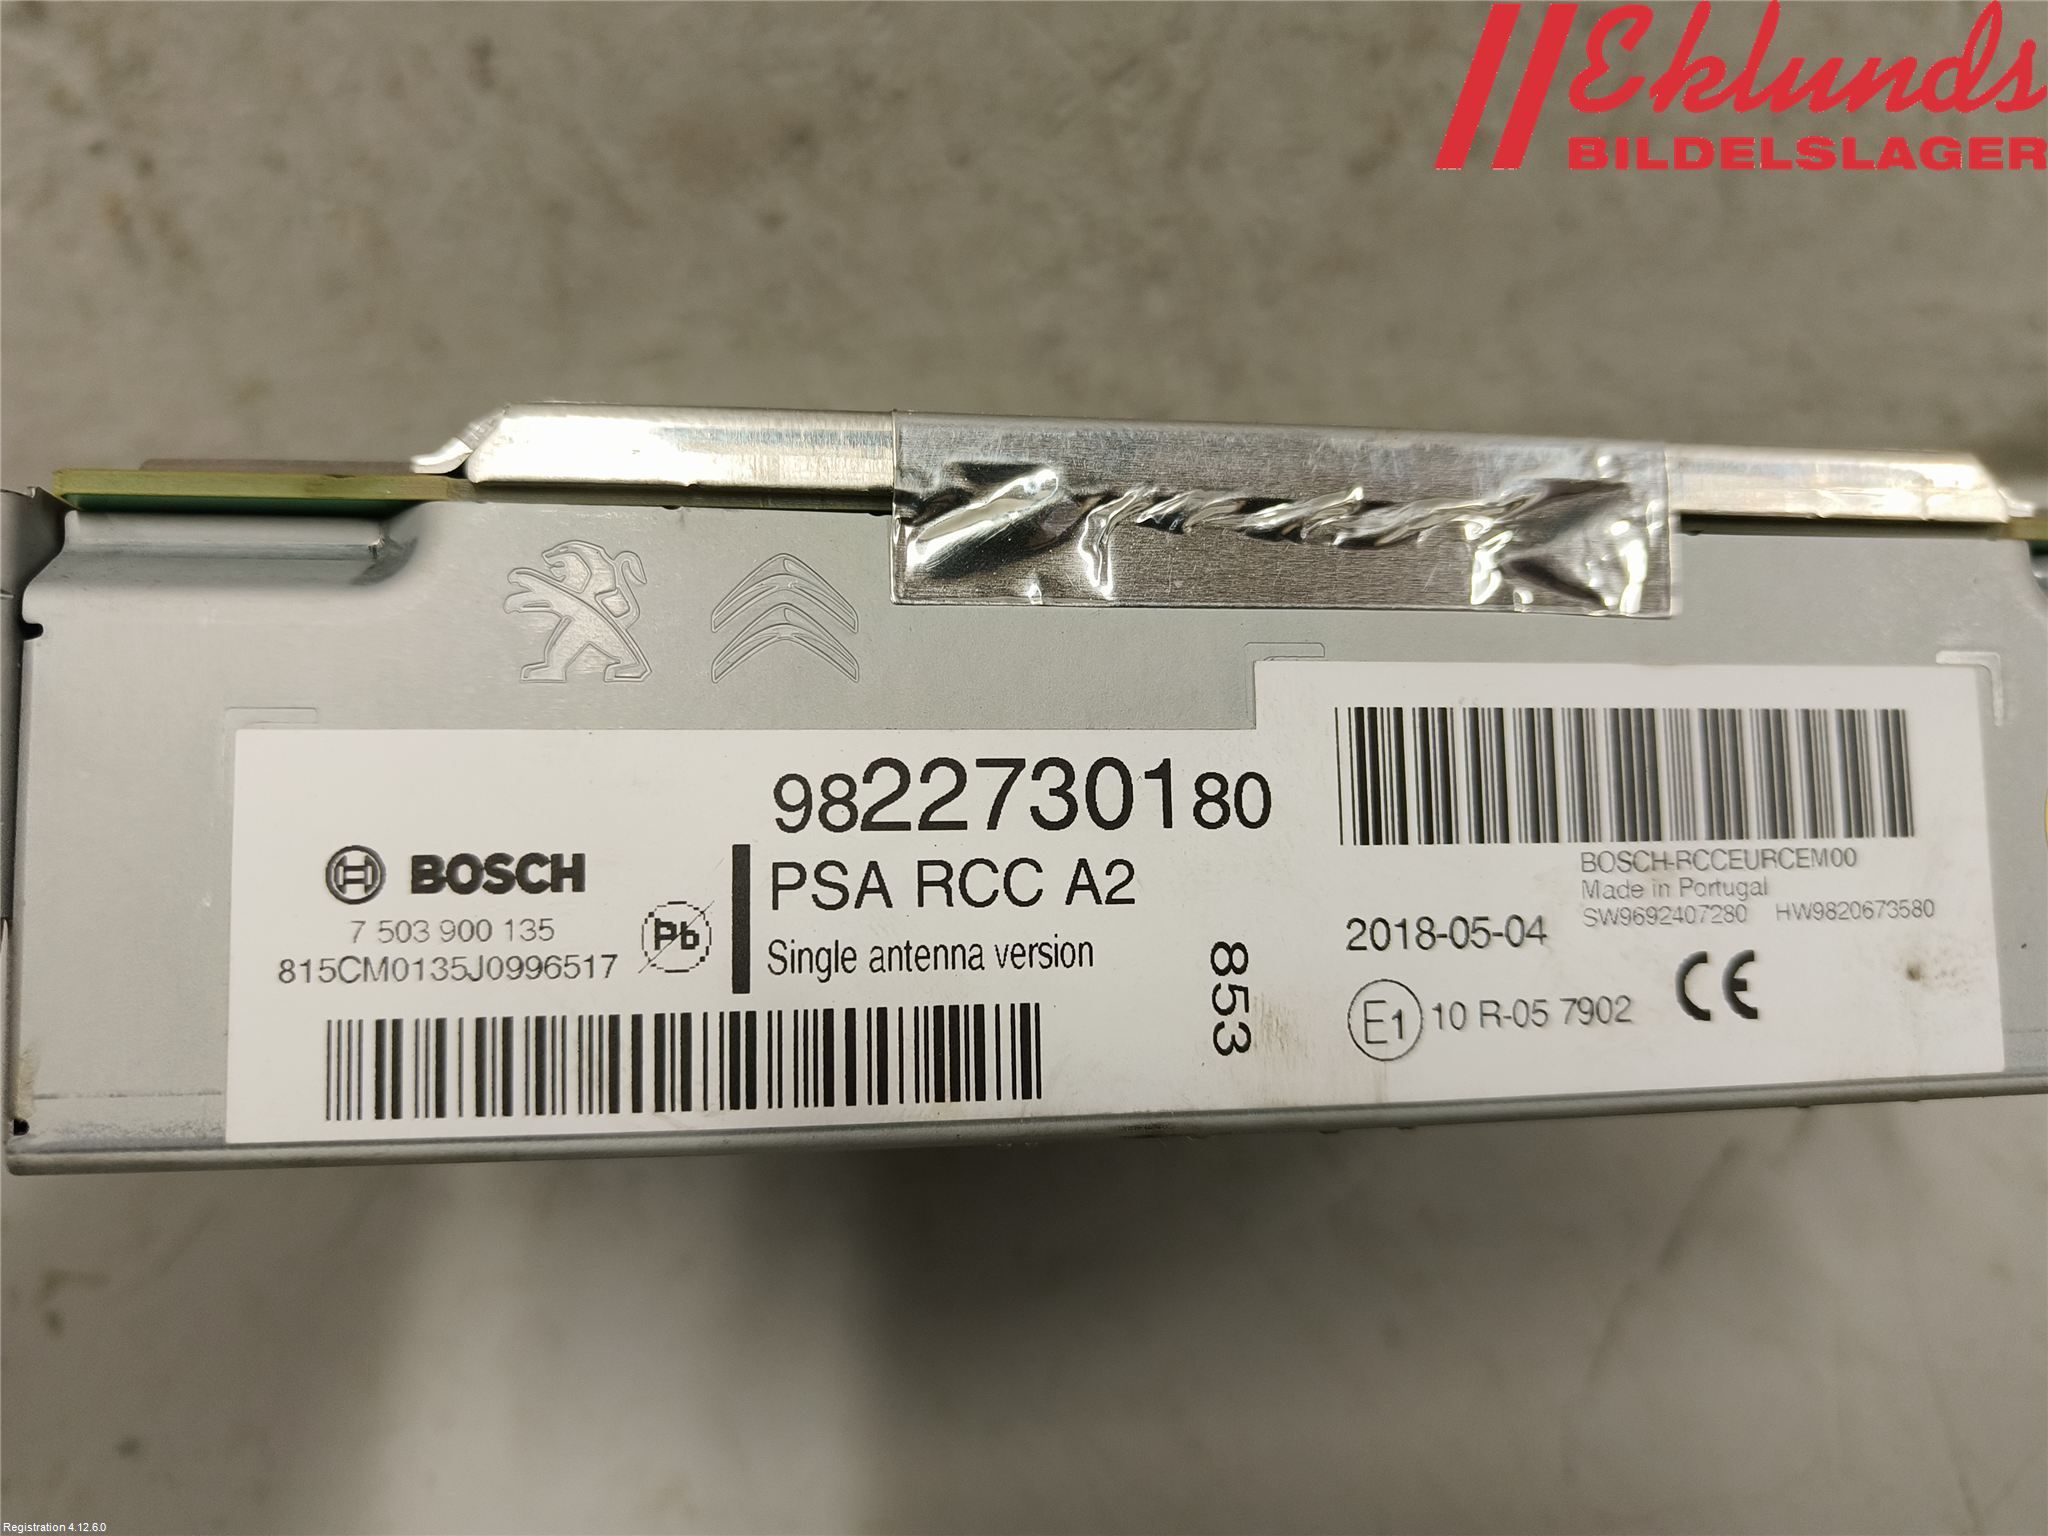 Eklunds
BILDELSLAGER
9822730180
PSA RCC A2
Single antenna version
BOSCH
7 503 900 135
815CM0135J0996517
Pb
853
BOSCH-RCCEURCEM00
Made in Portugal
SW9692407280 HW9820673580
2018-05-04
E1 10 R-05 7902
CE
Registration 4.12.6.0